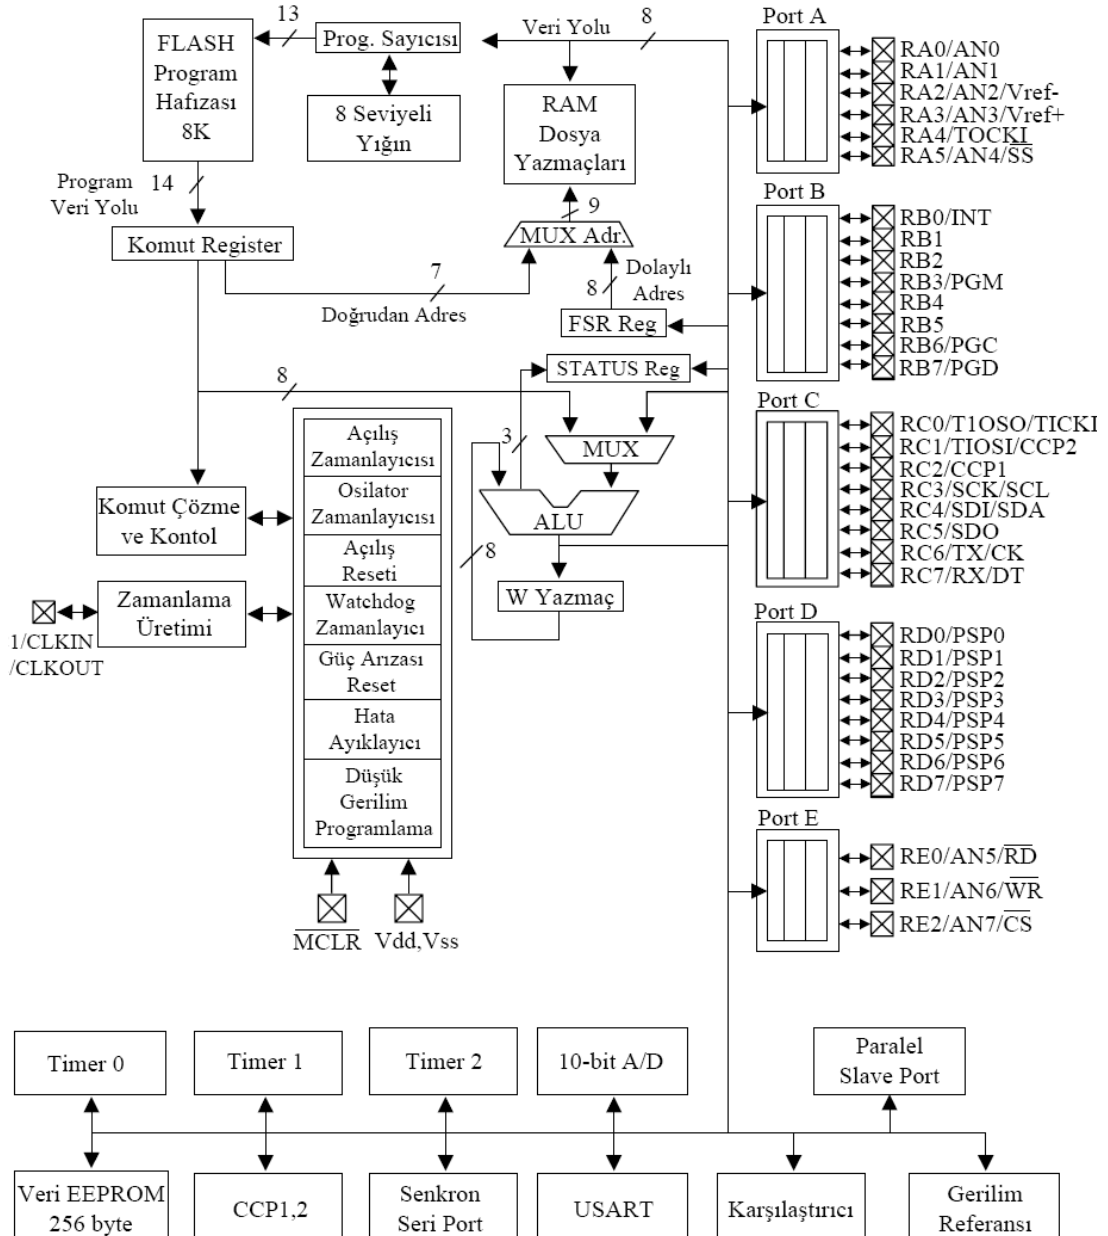 FLASH
Program
Hafızası
8K
13
Prog. Sayıcısı
8 Seviyeli
Yığın
Veri Yolu
8
RAM
Dosya
Yazmaçları
Program
Veri Yolu
14
Komut Register
9
MUX Adr.
7
Doğrudan Adres
8
Dolaylı
Adres
FSR Reg
STATUS Reg
8
3
MUX
ALU
8
W Yazmaç
Komut Çözme
ve Kontol
Zamanlama
Üretimi
1/CLKIN
/CLKOUT
Açılış
Zamanlayıcısı
Osilator
Zamanlayıcısı
Açılış
Reseti
Watchdog
Zamanlayıcı
Güç Arızası
Reset
Hata
Ayıklayıcı
Düşük
Gerilim
Programlama
MCLR
Vdd,Vss
Port A
RA0/AN0
RA1/AN1
RA2/AN2/Vref-
RA3/AN3/Vref+
RA4/TOCKI
RA5/AN4/SS
Port B
RB0/INT
RB1
RB2
RB3/PGM
RB4
RB5
RB6/PGC
RB7/PGD
Port C
RC0/T1OSO/TICKI
RC1/TIOSI/CCP2
RC2/CCP1
RC3/SCK/SCL
RC4/SDI/SDA
RC5/SDO
RC6/TX/CK
RC7/RX/DT
Port D
RD0/PSP0
RD1/PSP1
RD2/PSP2
RD3/PSP3
RD4/PSP4
RD5/PSP5
RD6/PSP6
RD7/PSP7
Port E
RE0/AN5/RD
RE1/AN6/WR
RE2/AN7/CS
Timer 0
Timer 1
Timer 2
10-bit A/D
Paralel
Slave Port
Veri EEPROM
256 byte
CCP1,2
Senkron
Seri Port
USART
Karşılaştırıcı
Gerilim
Referansı